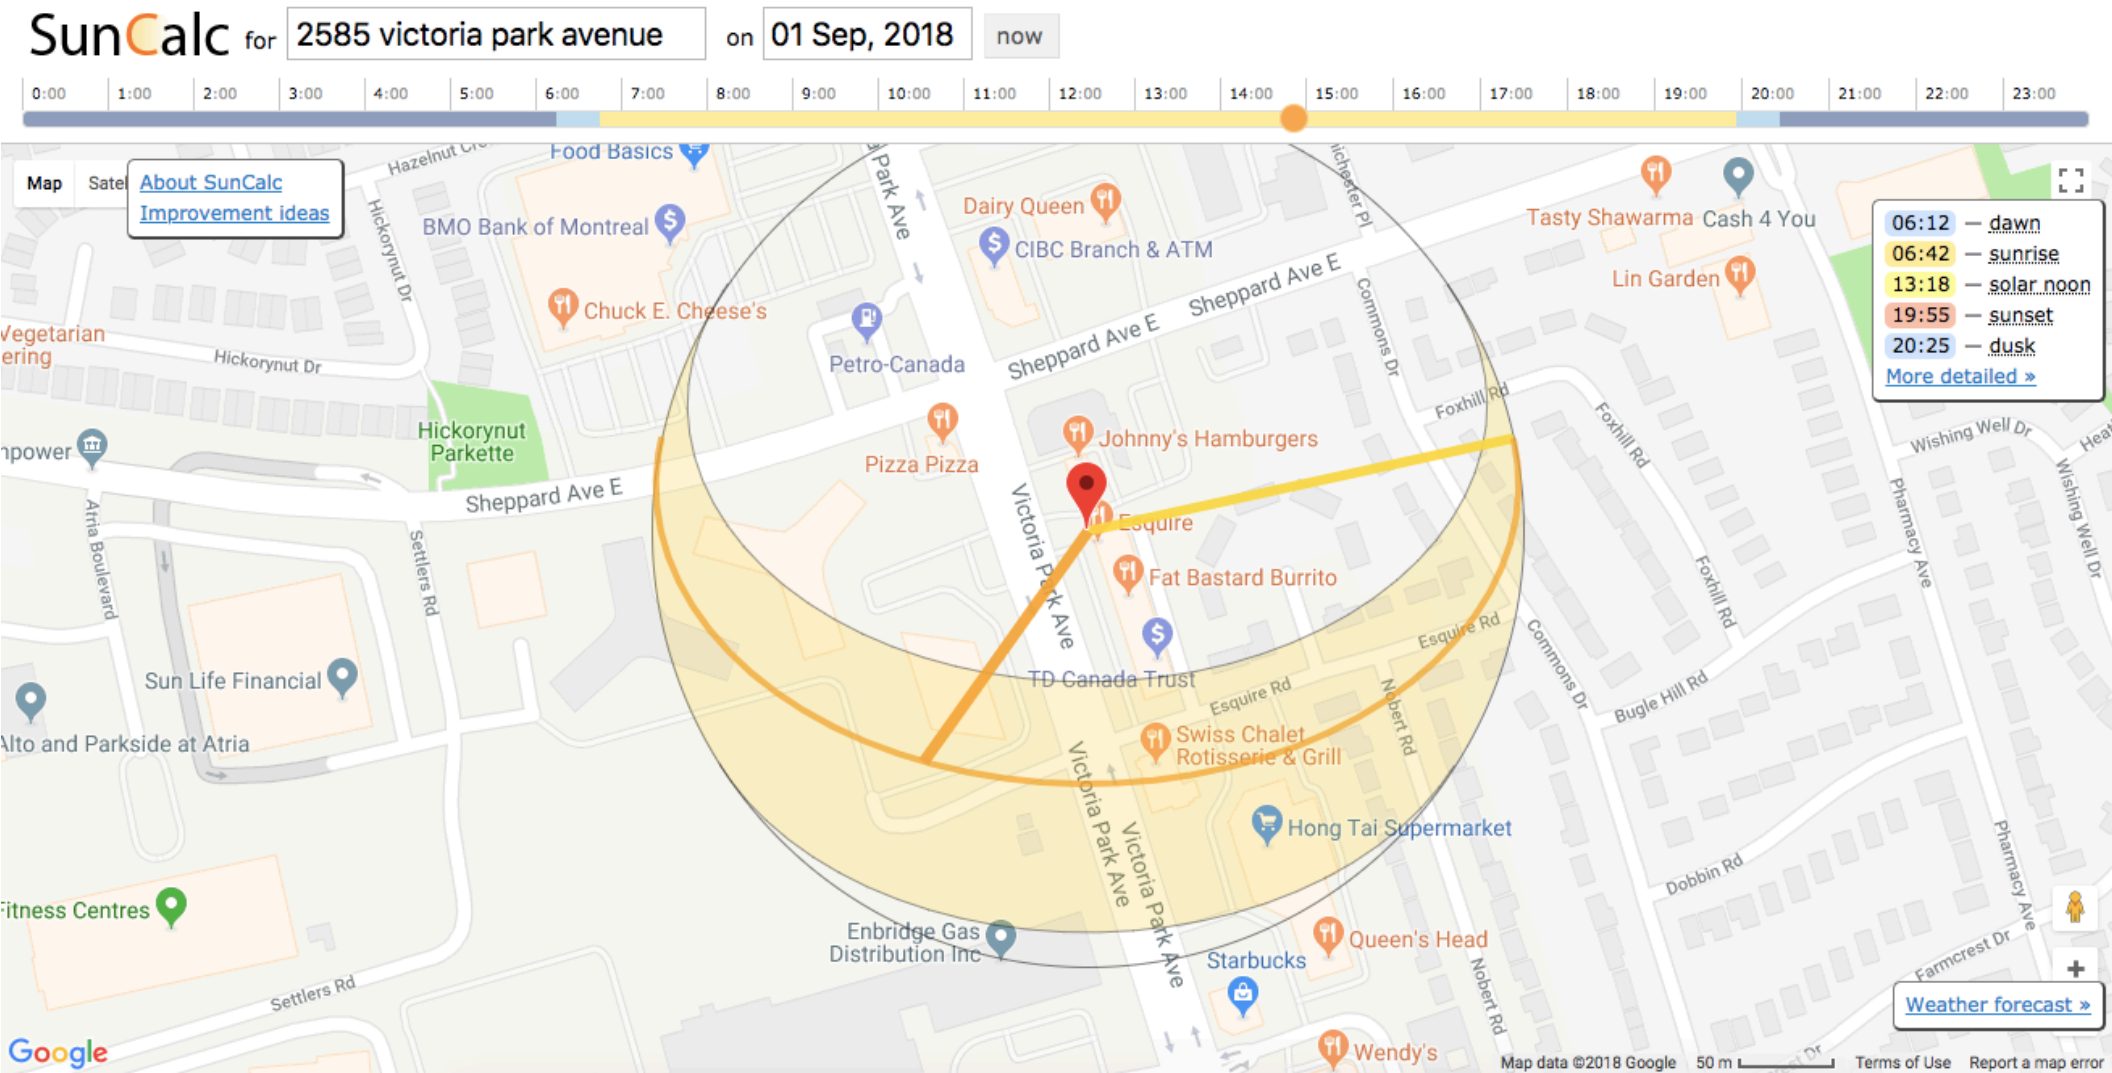 SunCalc for 2585 victoria park avenue on 01 Sep, 2018 now
0:00 1:00 2:00 3:00 4:00 5:00 6:00 7:00 8:00 9:00 10:00 11:00 12:00 13:00 14:00 15:00 16:00 17:00 18:00 19:00 20:00 21:00 22:00 23:00
Map Satel
About SunCalc
Improvement ideas
06:12 — dawn
06:42 — sunrise
13:18 — solar noon
19:55 — sunset
20:25 — dusk
More detailed »
Food Basics
BMO Bank of Montreal
Chuck E. Cheese's
Petro-Canada
Dairy Queen
CIBC Branch & ATM
Tasty Shawarma
Cash 4 You
Lin Garden
Park Ave
Hickorynut Dr
Hickorynut Dr
Vegetarian
Hickorynut
Parkette
Sheppard Ave E
Sheppard Ave E
Sheppard Ave E
Pizza Pizza
Johnny's Hamburgers
Esquire
Fat Bastard Burrito
TD Canada Trust
Victoria Park Ave
Commons Dr
Foxhill Rd
Foxhill Rd
Foxhill Rd
Wishing Well Dr
Wishing Well Dr
Pharmacy Ave
Atria Boulevard
Settlers Rd
Sun Life Financial
Alto and Parkside at Atria
Esquire Rd
Esquire Rd
Commons Dr
Nobert Rd
Bugle Hill Rd
Swiss Chalet
Rotisserie & Grill
Hong Tai Supermarket
Victoria Park Ave
Victoria Park Ave
Dobbin Rd
Pharmacy Ave
Fitness Centres
Enbridge Gas
Distribution Inc
Queen's Head
Starbucks
Farmcrest Dr
Settlers Rd
Nobert Rd
Wendy's
+
Weather forecast »
Google
Map data ©2018 Google 50 m Terms of Use Report a map error